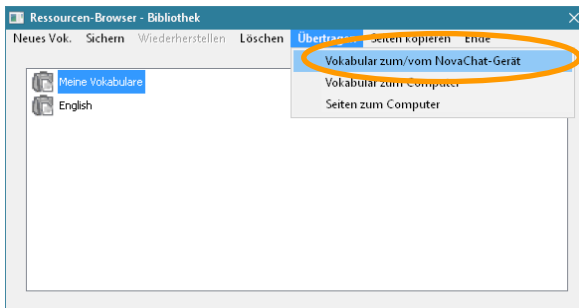 Ressourcen-Browser - Bibliothek
Neues Vok. Sichern Wiederherstellen Löschen Übertragen Seiten kopieren Ende
Vokabular zum/vom NovaChat-Gerät
Meine Vokabulare
Vokabular zum Computer
English
Seiten zum Computer